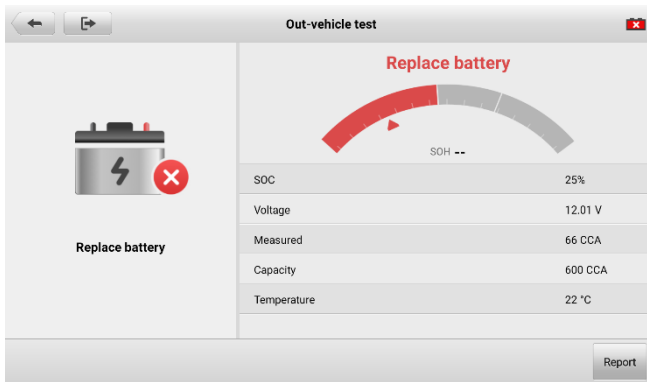 Out-vehicle test
Replace battery
Replace battery
SOH --
SOC 25%
Voltage 12.01 V
Measured 66 CCA
Capacity 600 CCA
Temperature 22 °C
Report